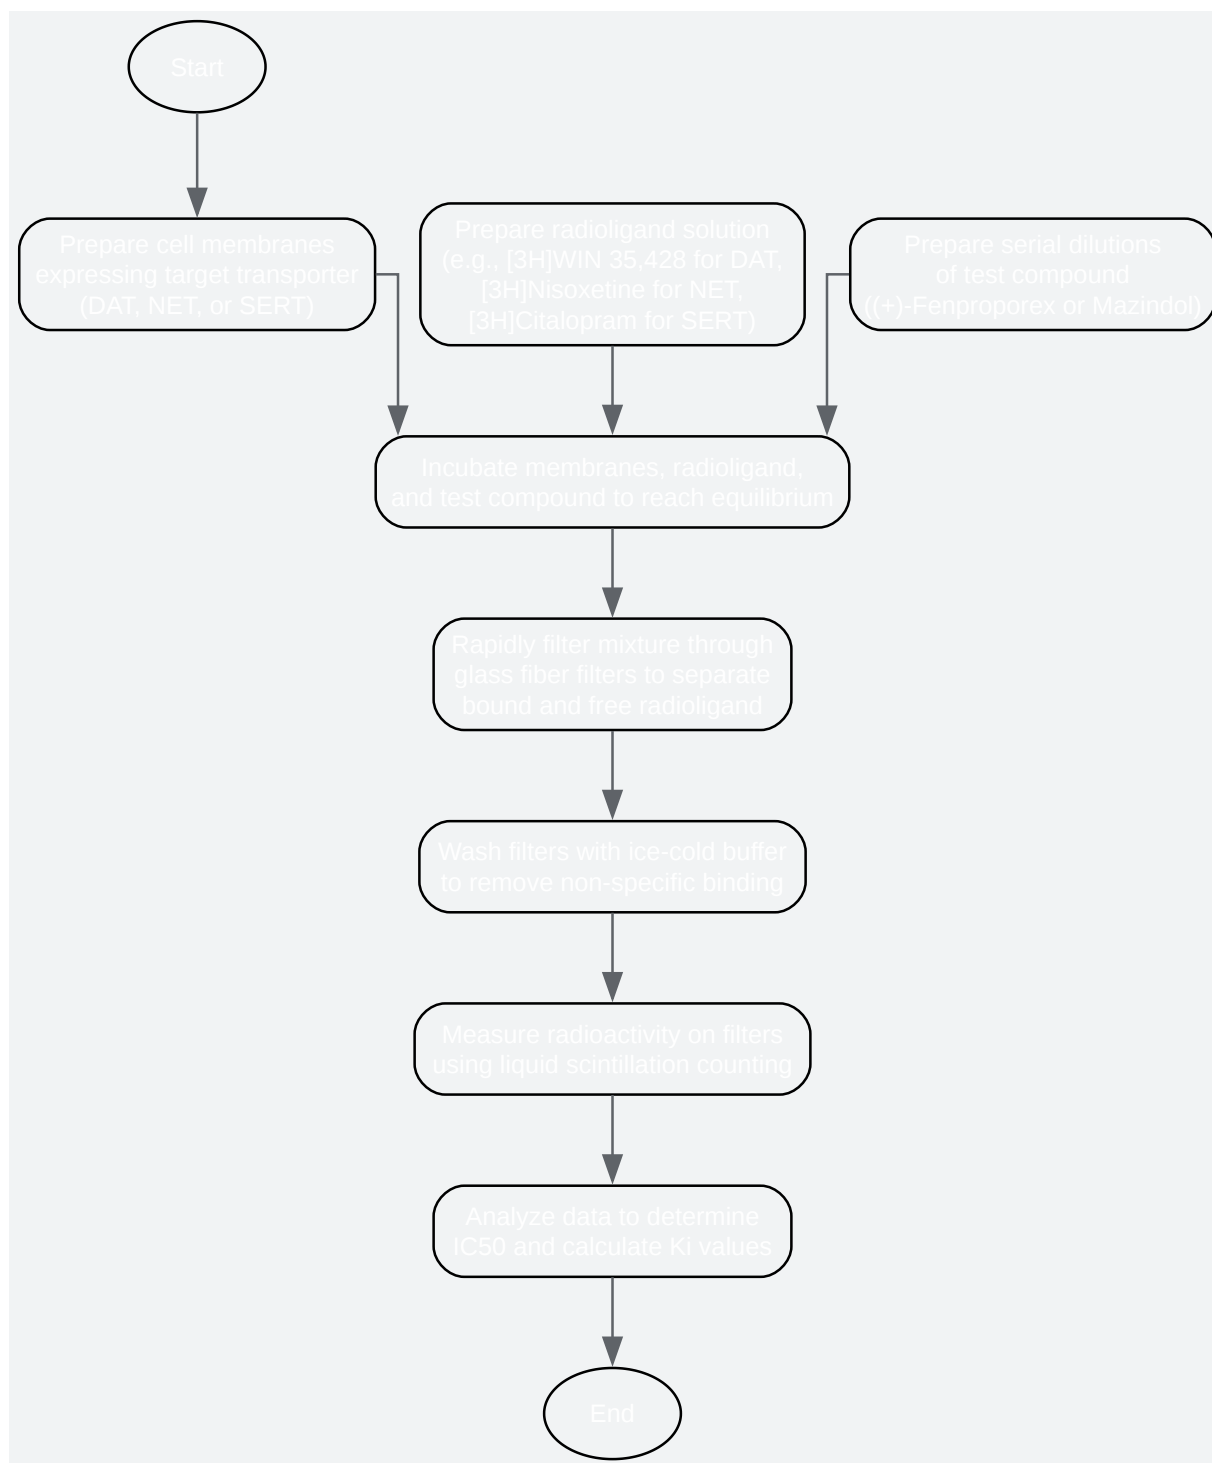 Start
Prepare cell membranes
expressing target transporter
(DAT, NET, or SERT)
Prepare radioligand solution
(e.g., [3H]WIN 35,428 for DAT,
[3H]Nisoxetine for NET,
[3H]Citalopram for SERT)
Prepare serial dilutions
of test compound
((+)-Fenproporex or Mazindol)
Incubate membranes, radioligand,
and test compound to reach equilibrium
Rapidly filter mixture through
glass fiber filters to separate
bound and free radioligand
Wash filters with ice-cold buffer
to remove non-specific binding
Measure radioactivity on filters
using liquid scintillation counting
Analyze data to determine
IC50 and calculate Ki values
End